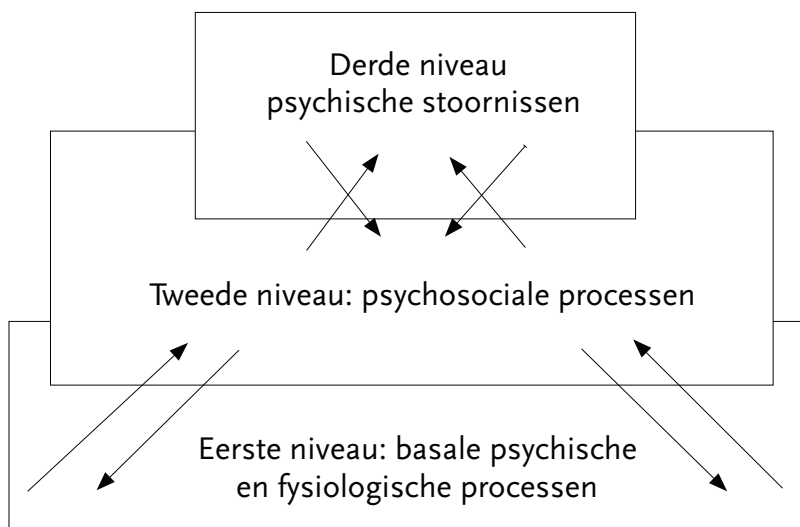 Derde niveau
psychische stoornissen
Tweede niveau: psychosociale processen
Eerste niveau: basale psychische
en fysiologische processen